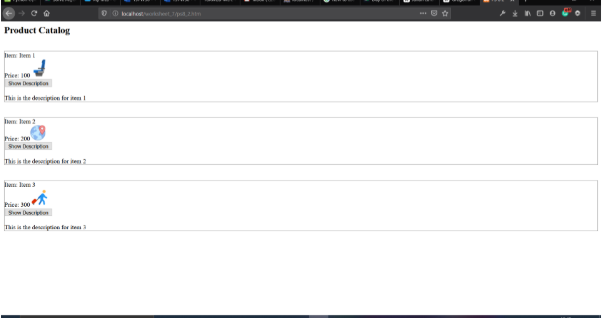 localhost/
Product Catalog
Item: Item 1
Price: 100
Show Description
This is the description for item 1
Item: Item 2
Price: 200
Show Description
This is the description for item 2
Item: Item 3
Price: 300
Show Description
This is the description for item 3